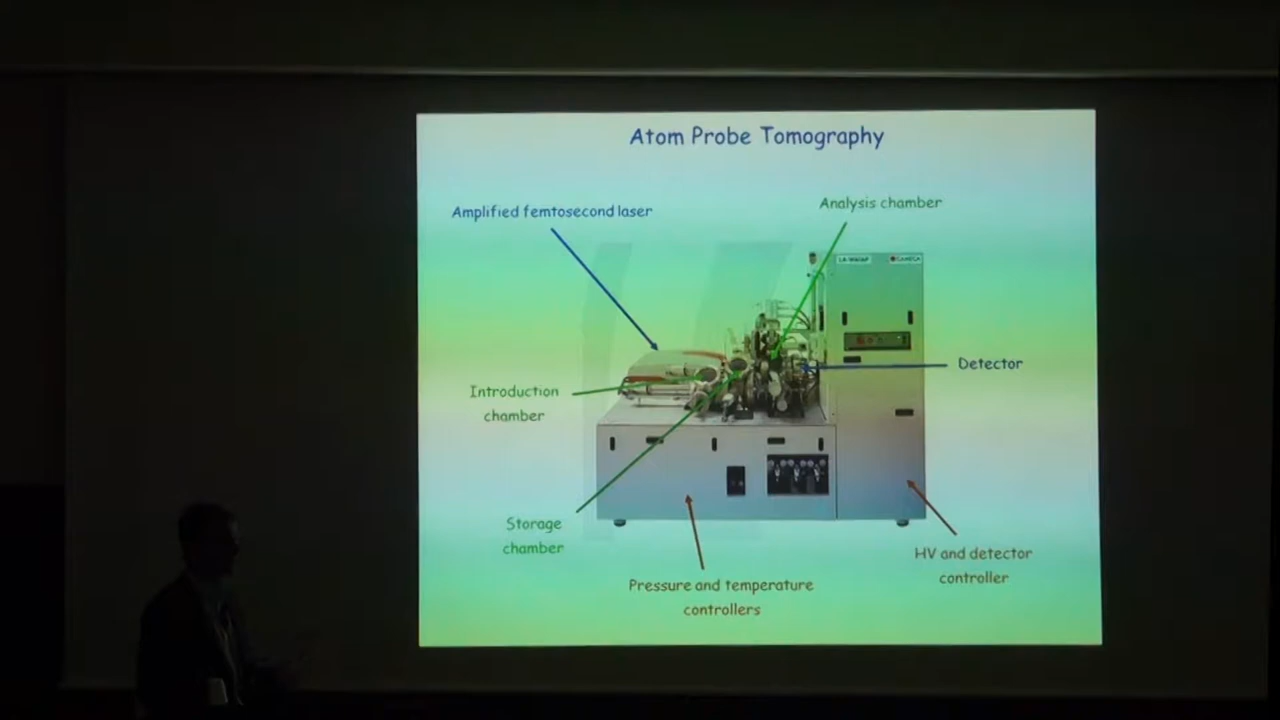 Atom Probe Tomography
Amplified femtosecond laser
Analysis chamber
CAMECA
Detector
Introduction
chamber
Storage
chamber
HV and detector
controller
Pressure and temperature
controllers